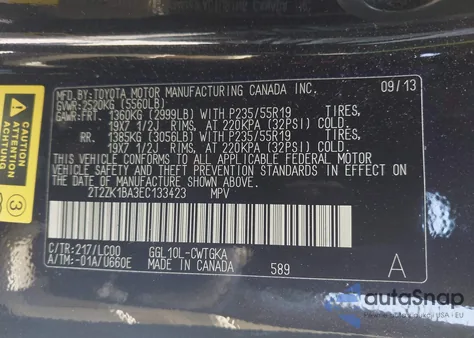 MFD. BY: TOYOTA MOTOR MANUFACTURING CANADA INC. 09/13
GVWR: 2520KG (5560LB)
GAWR: FRT. 1360KG (2999LB) WITH P235/55R19 TIRES,
19X7 1/2J RIMS, AT 220KPA (32PSI) COLD.
RR. 1385KG (3056LB) WITH P235/55R19 TIRES,
19X7 1/2J RIMS, AT 220KPA (32PSI) COLD.
THIS VEHICLE CONFORMS TO ALL APPLICABLE FEDERAL MOTOR
VEHICLE SAFETY AND THEFT PREVENTION STANDARDS IN EFFECT ON
THE DATE OF MANUFACTURE SHOWN ABOVE.
2T2ZK1BA3EC133423 MPV
C/TR: 217/LC00 GGL10L-CWTGKA
A/TM: -01A/U660E MADE IN CANADA 589 A
autoSnap